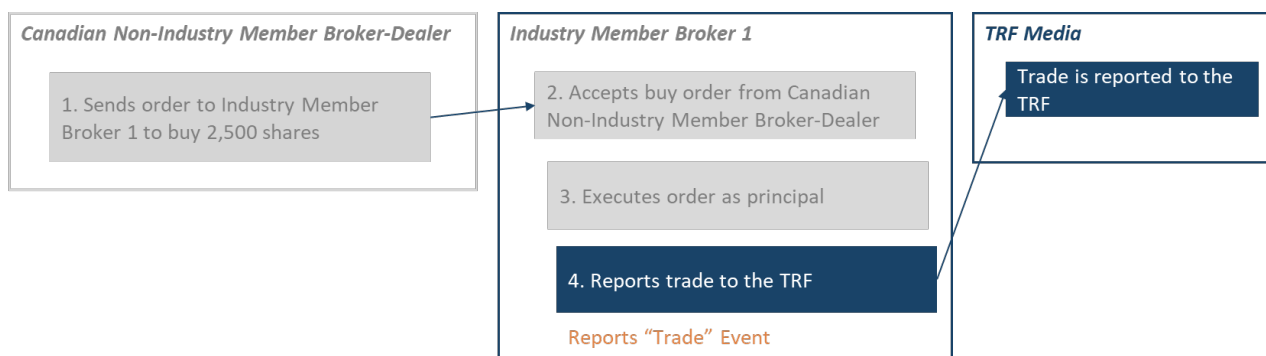 Canadian Non-Industry Member Broker-Dealer
1. Sends order to Industry Member
Broker 1 to buy 2,500 shares
Industry Member Broker 1
2. Accepts buy order from Canadian
Non-Industry Member Broker-Dealer
3. Executes order as principal
4. Reports trade to the TRF
Reports “Trade” Event
TRF Media
Trade is reported to the
TRF